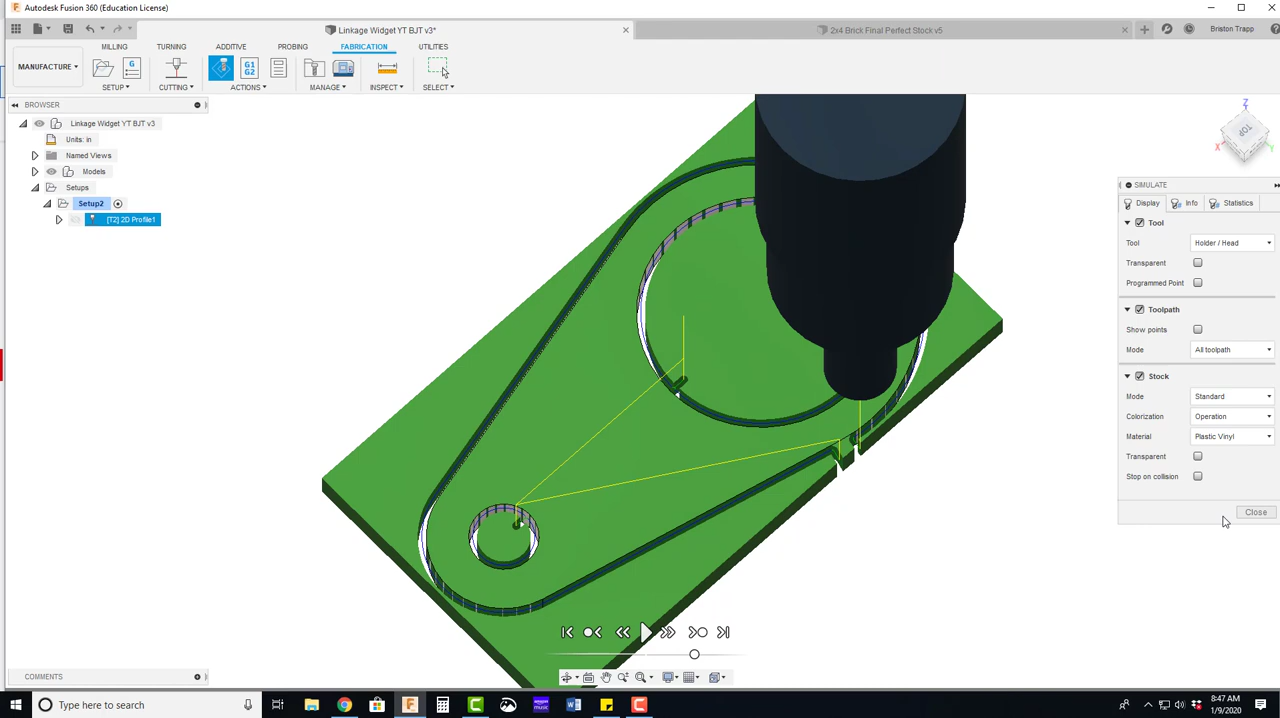 Autodesk Fusion 360 (Education License)
Linkage Widget YT BJT v3*
2x4 Brick Final Perfect Stock v5
Briston Trapp
MANUFACTURE
MILLING TURNING ADDITIVE PROBING FABRICATION UTILITIES
G G1 G2
SETUP CUTTING ACTIONS MANAGE INSPECT SELECT
BROWSER
Linkage Widget YT BJT v3
Units: in
Named Views
Models
Setups
Setup2
[T2] 2D Profile1
Z
TOP
X Y
SIMULATE
Display Info Statistics
Tool
Tool Holder / Head
Transparent
Programmed Point
Toolpath
Show points
Mode All toolpath
Stock
Mode Standard
Colorization Operation
Material Plastic Vinyl
Transparent
Stop on collision
Close
COMMENTS
Type here to search
8:47 AM
1/9/2020